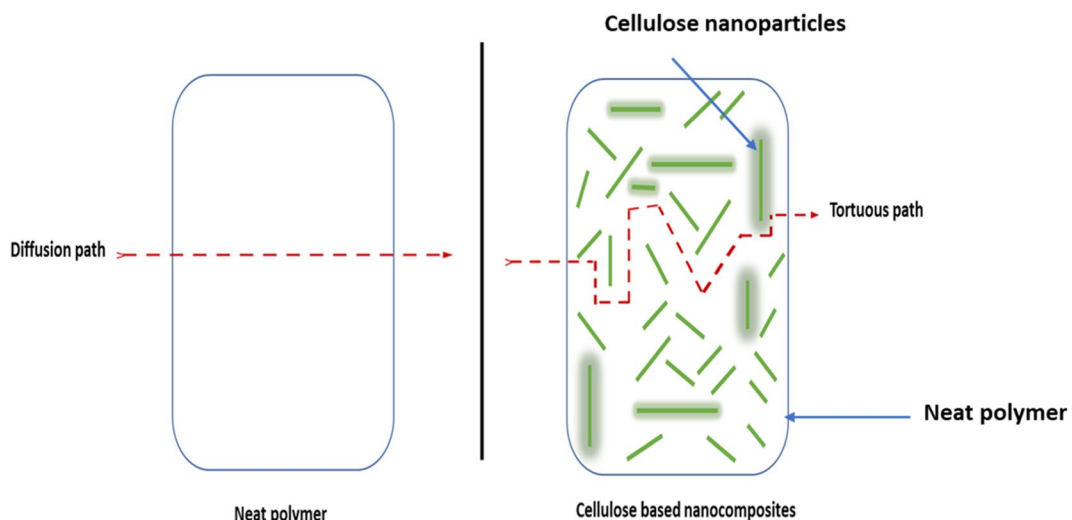 Cellulose nanoparticles
Diffusion path
Tortuous path
Neat polymer
Neat polymer
Cellulose based nanocomposites